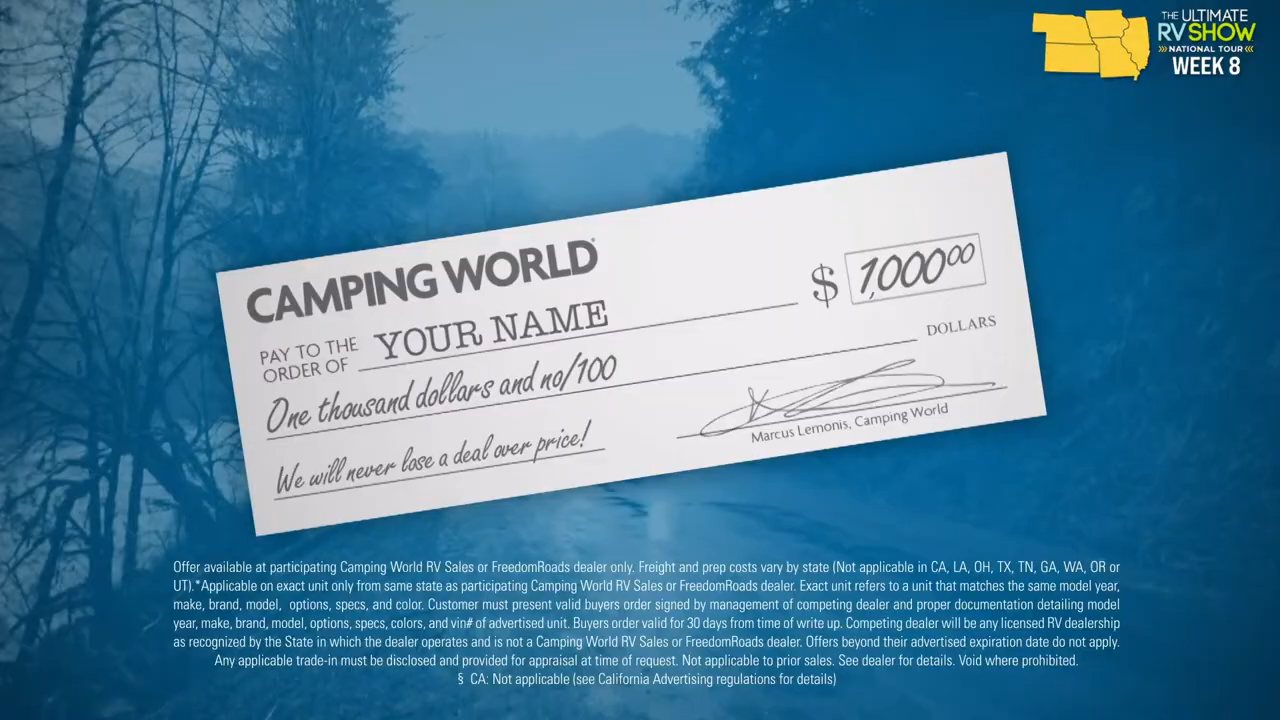 THE ULTIMATE
RV SHOW
NATIONAL TOUR
WEEK 8
CAMPING WORLD
$ 1,000 00
PAY TO THE
ORDER OF YOUR NAME
DOLLARS
One thousand dollars and no/100
We will never lose a deal over price!
Marcus Lemonis, Camping World
Offer available at participating Camping World RV Sales or FreedomRoads dealer only. Freight and prep costs vary by state (Not applicable in CA, LA, OH, TX, TN, GA, WA, OR or
UT).*Applicable on exact unit only from same state as participating Camping World RV Sales or FreedomRoads dealer. Exact unit refers to a unit that matches the same model year,
make, brand, model, options, specs, and color. Customer must present valid buyers order signed by management of competing dealer and proper documentation detailing model
year, make, brand, model, options, specs, colors, and vin# of advertised unit. Buyers order valid for 30 days from time of write up. Competing dealer will be any licensed RV dealership
as recognized by the State in which the dealer operates and is not a Camping World RV Sales or FreedomRoads dealer. Offers beyond their advertised expiration date do not apply.
Any applicable trade-in must be disclosed and provided for appraisal at time of request. Not applicable to prior sales. See dealer for details. Void where prohibited.
§ CA: Not applicable (see California Advertising regulations for details)